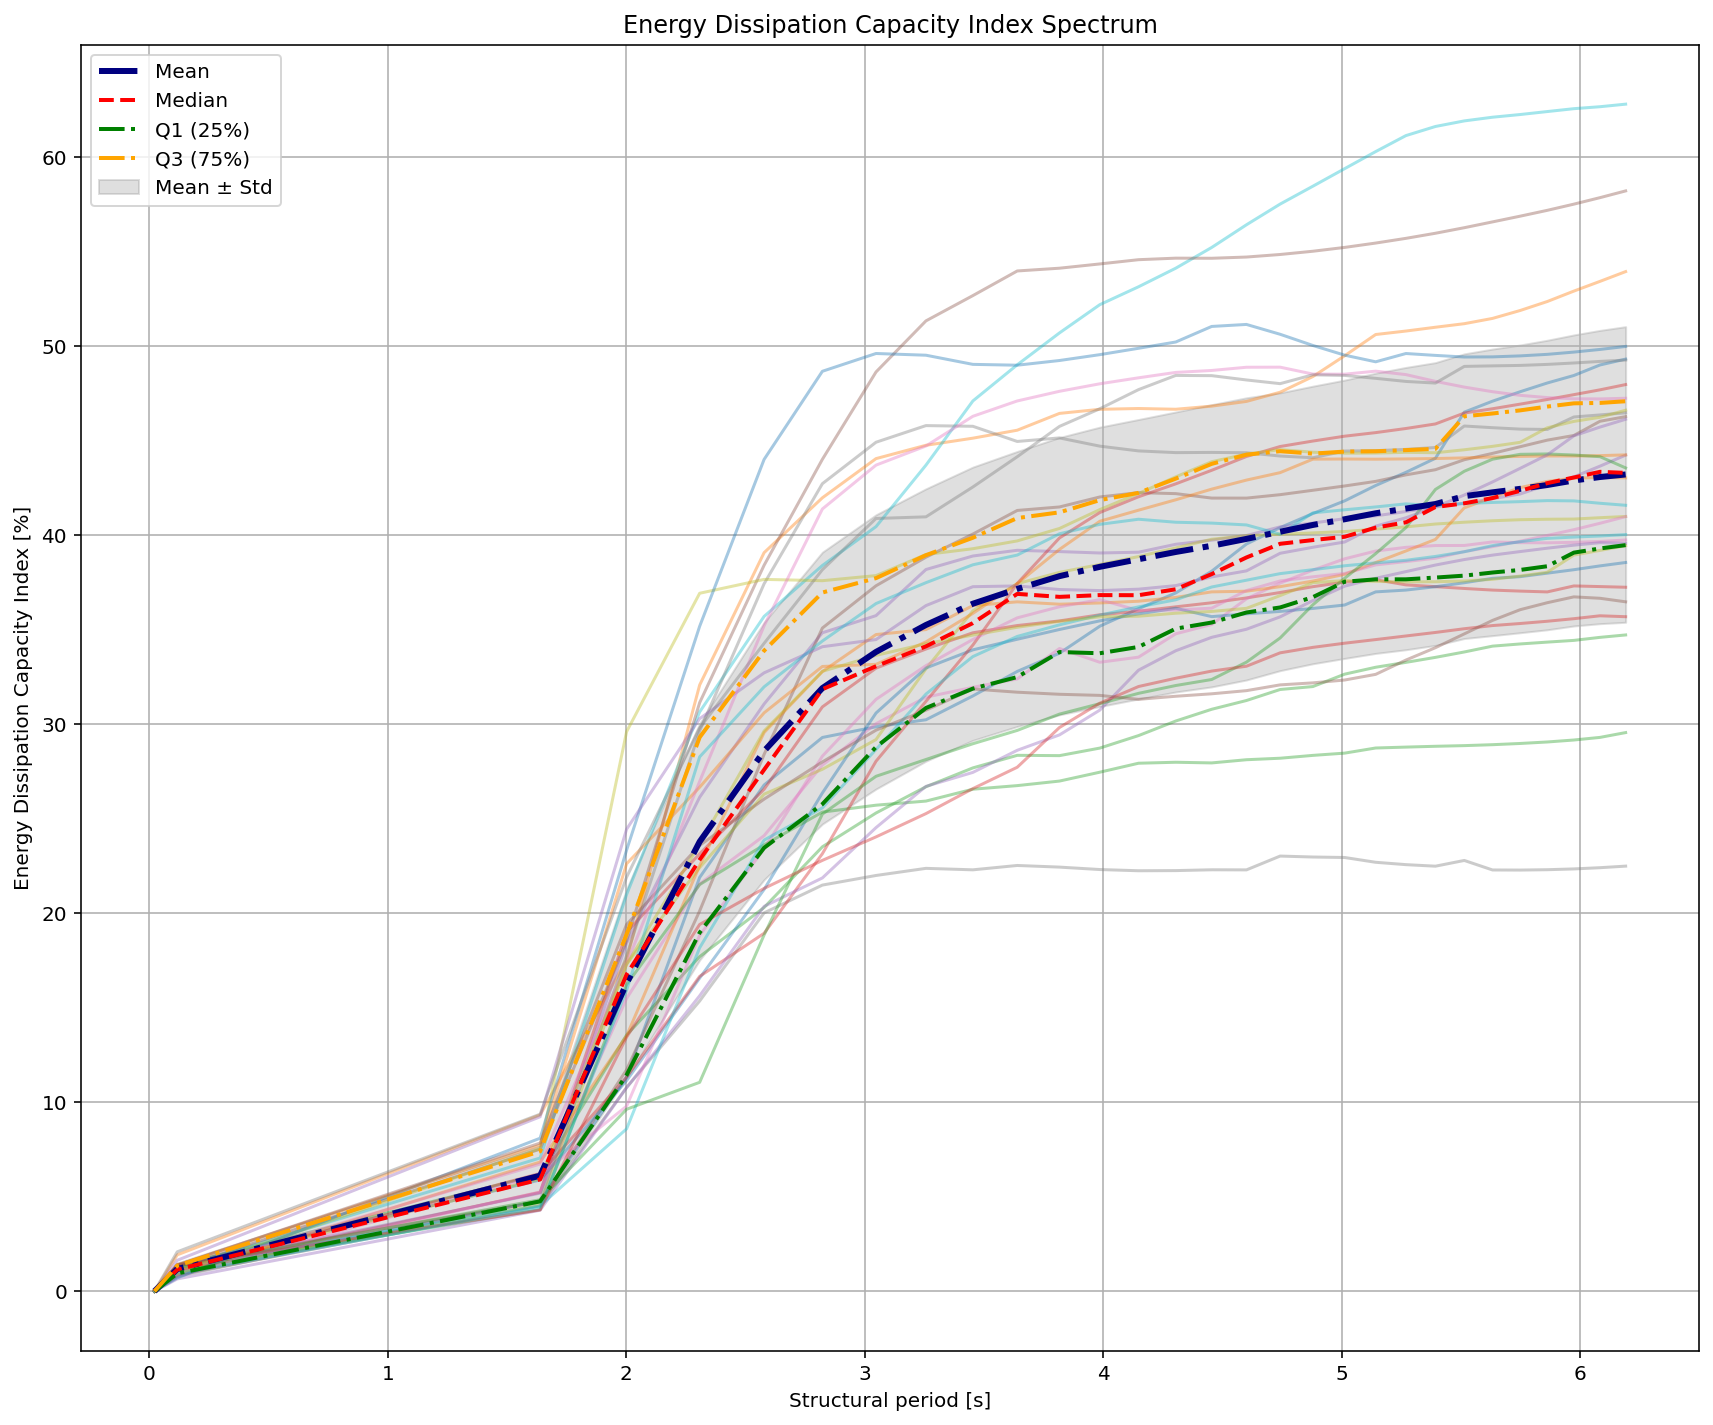 Energy Dissipation Capacity Index Spectrum
Mean
Median
Q1 (25%)
Q3 (75%)
Mean ± Std
Energy Dissipation Capacity Index [%]
60
50
40
30
20
10
0
0 1 2 3 4 5 6
Structural period [s]